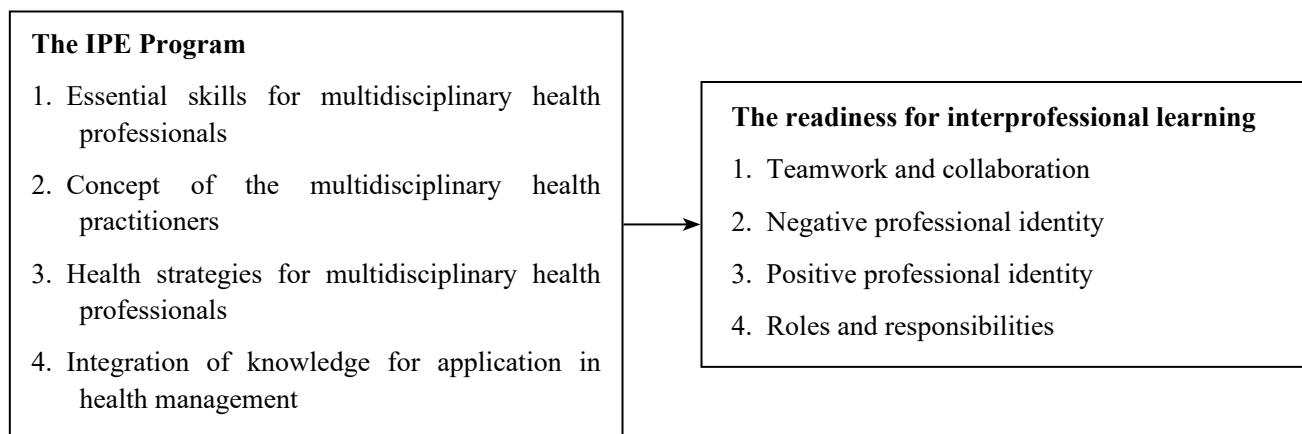 The IPE Program
1. Essential skills for multidisciplinary health
professionals
2. Concept of the multidisciplinary health
practitioners
3. Health strategies for multidisciplinary health
professionals
4. Integration of knowledge for application in
health management
The readiness for interprofessional learning
1. Teamwork and collaboration
2. Negative professional identity
3. Positive professional identity
4. Roles and responsibilities